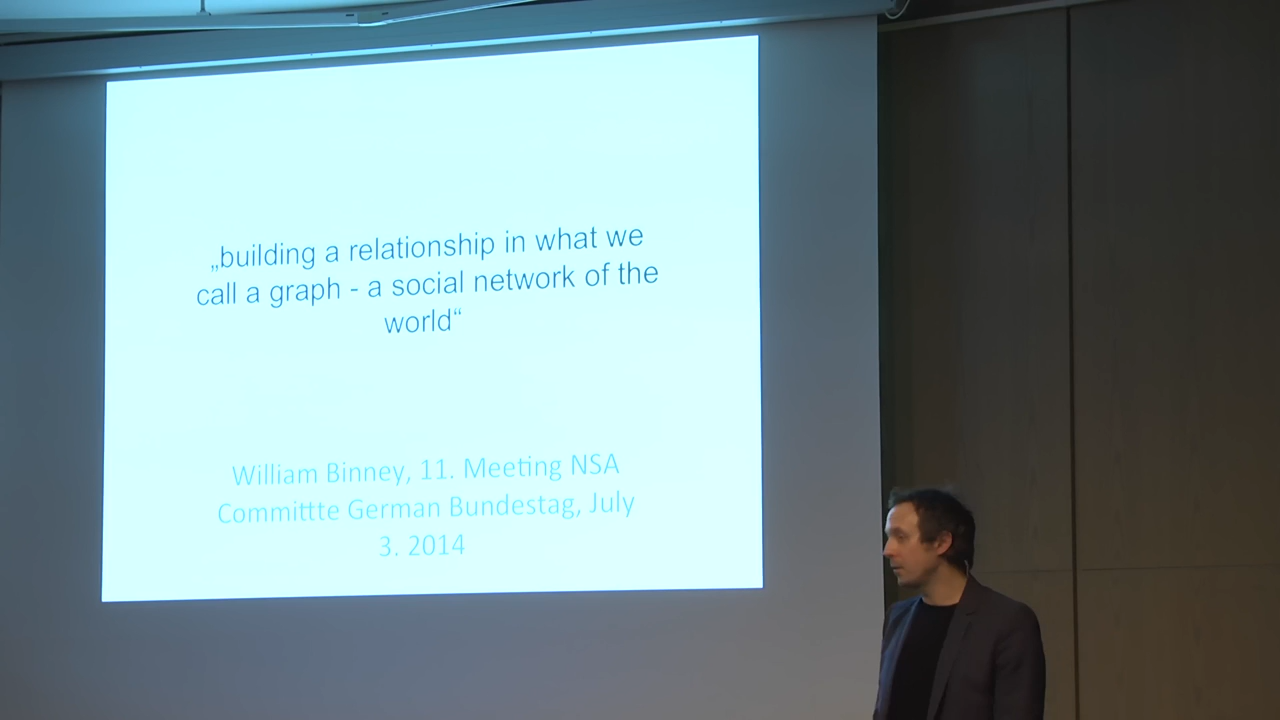 „building a relationship in what we
call a graph - a social network of the
world“
William Binney, 11. Meeting NSA
Committte German Bundestag, July
3. 2014